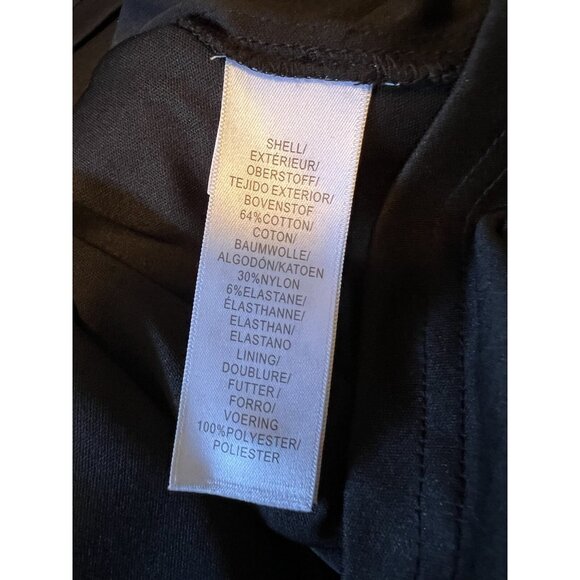 SHELL/
EXTÉRIEUR/
OBERSTOFF/
TEJIDO EXTERIOR/
BOVENSTOF
64%COTTON/
COTON/
BAUMWOLLE/
ALGODÓN/KATOEN
30%NYLON
6%ELASTANE/
ÉLASTHANNE/
ELASTHAN/
ELASTANO
LINING/
DOUBLURE/
FUTTER/
FORRO/
VOERING
100%POLYESTER/
POLIESTER